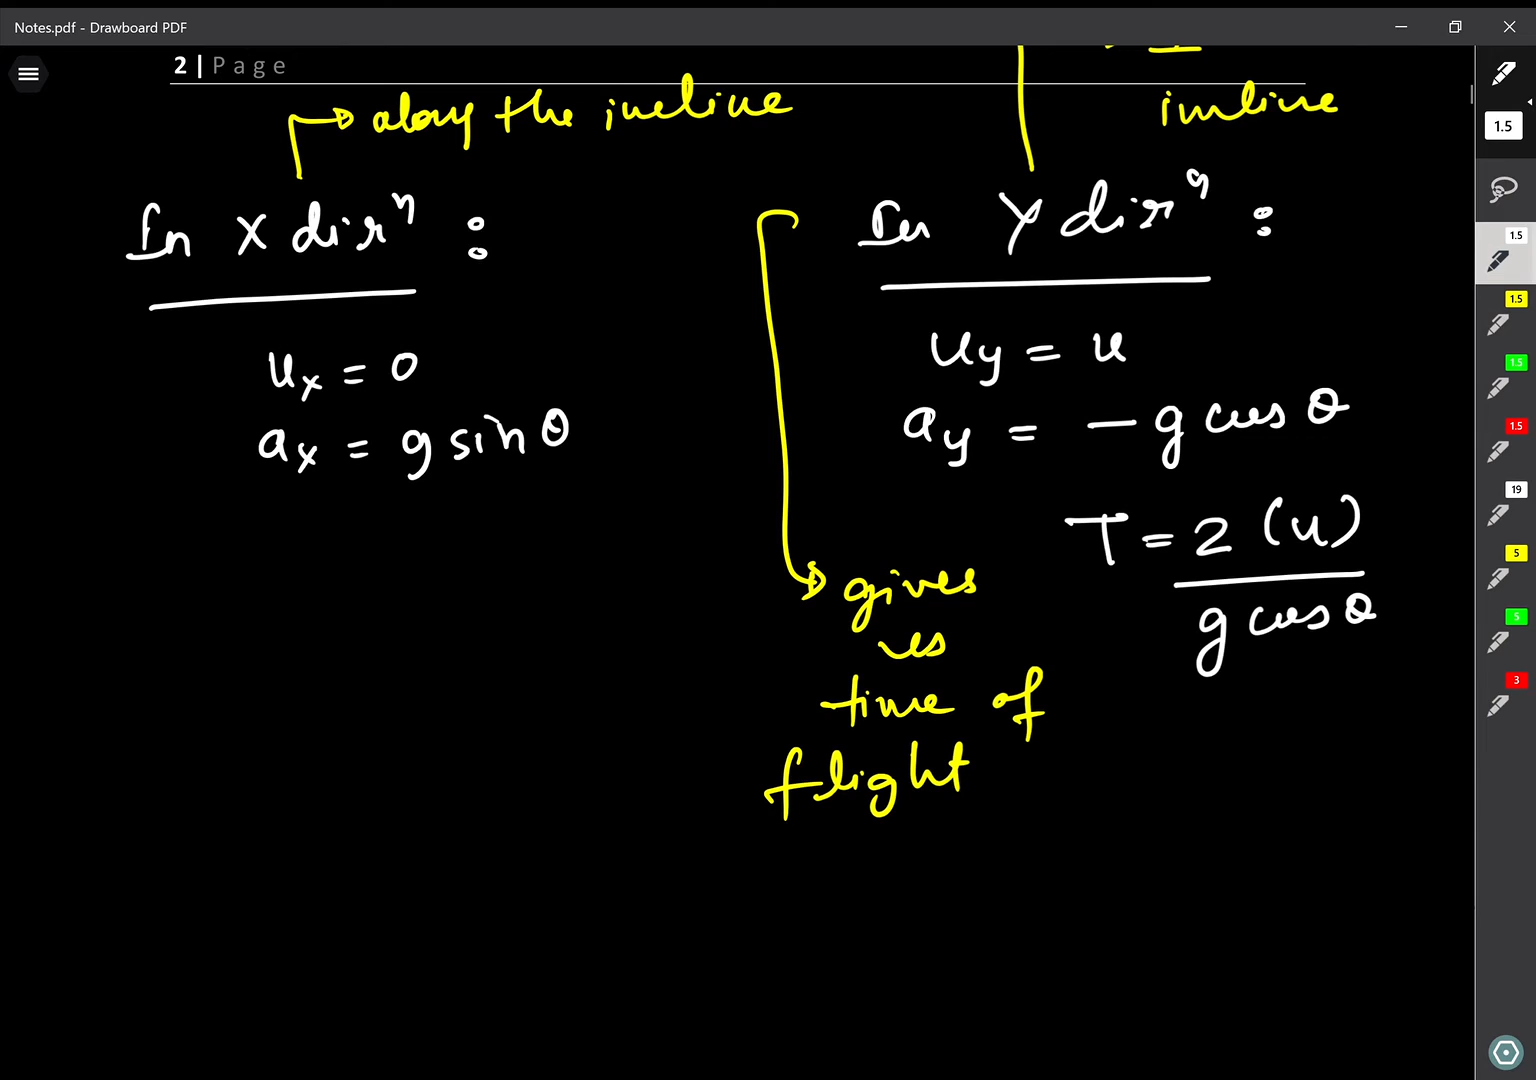 Notes.pdf - Drawboard PDF
2 | Page
along the incline
incline
In X dirⁿ :
In Y dirⁿ :
uₓ = 0
aₓ = g sin θ
u_y = u
a_y = - g cos θ
T = 2 (u)
g cos θ
gives
us
time of
flight
1.5
1.5
1.5
1.5
1.5
19
5
5
3